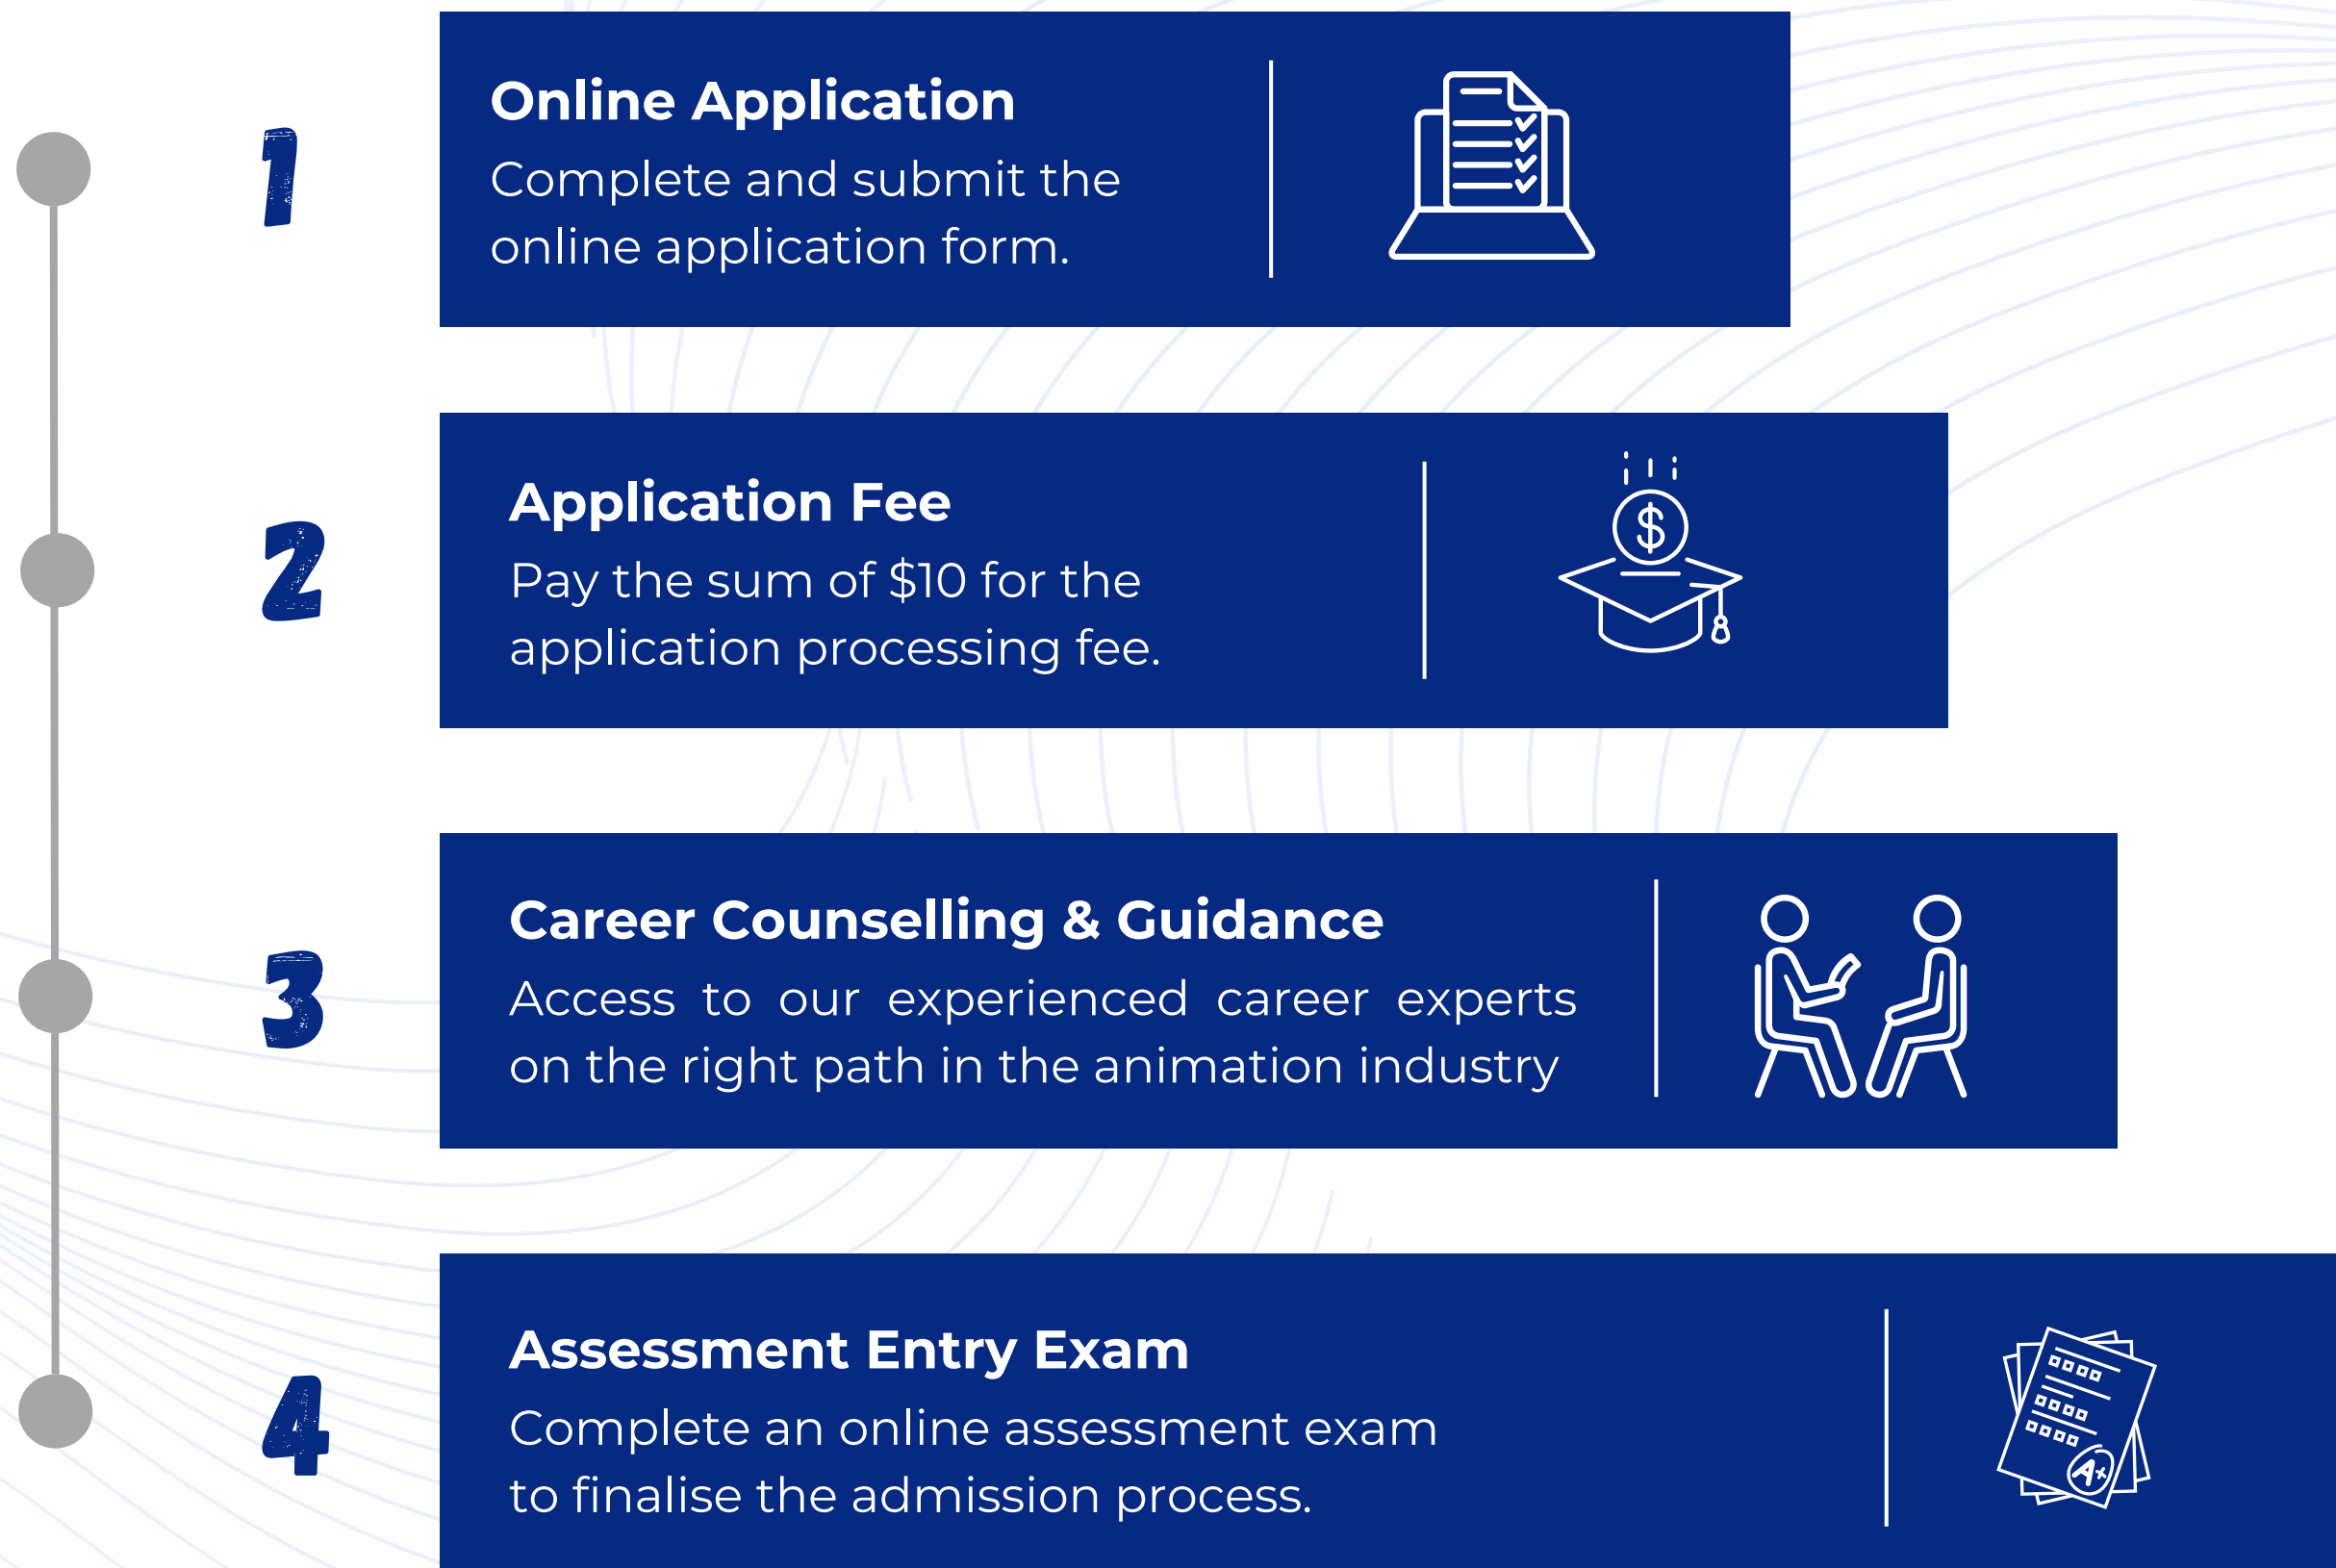 1
Online Application
Complete and submit the
online application form.
2
Application Fee
Pay the sum of $10 for the
application processing fee.
3
Career Counselling & Guidance
Access to our experienced career experts
on the right path in the animation industry
4
Assessment Entry Exam
Complete an online assessment exam
to finalise the admission process.
A+